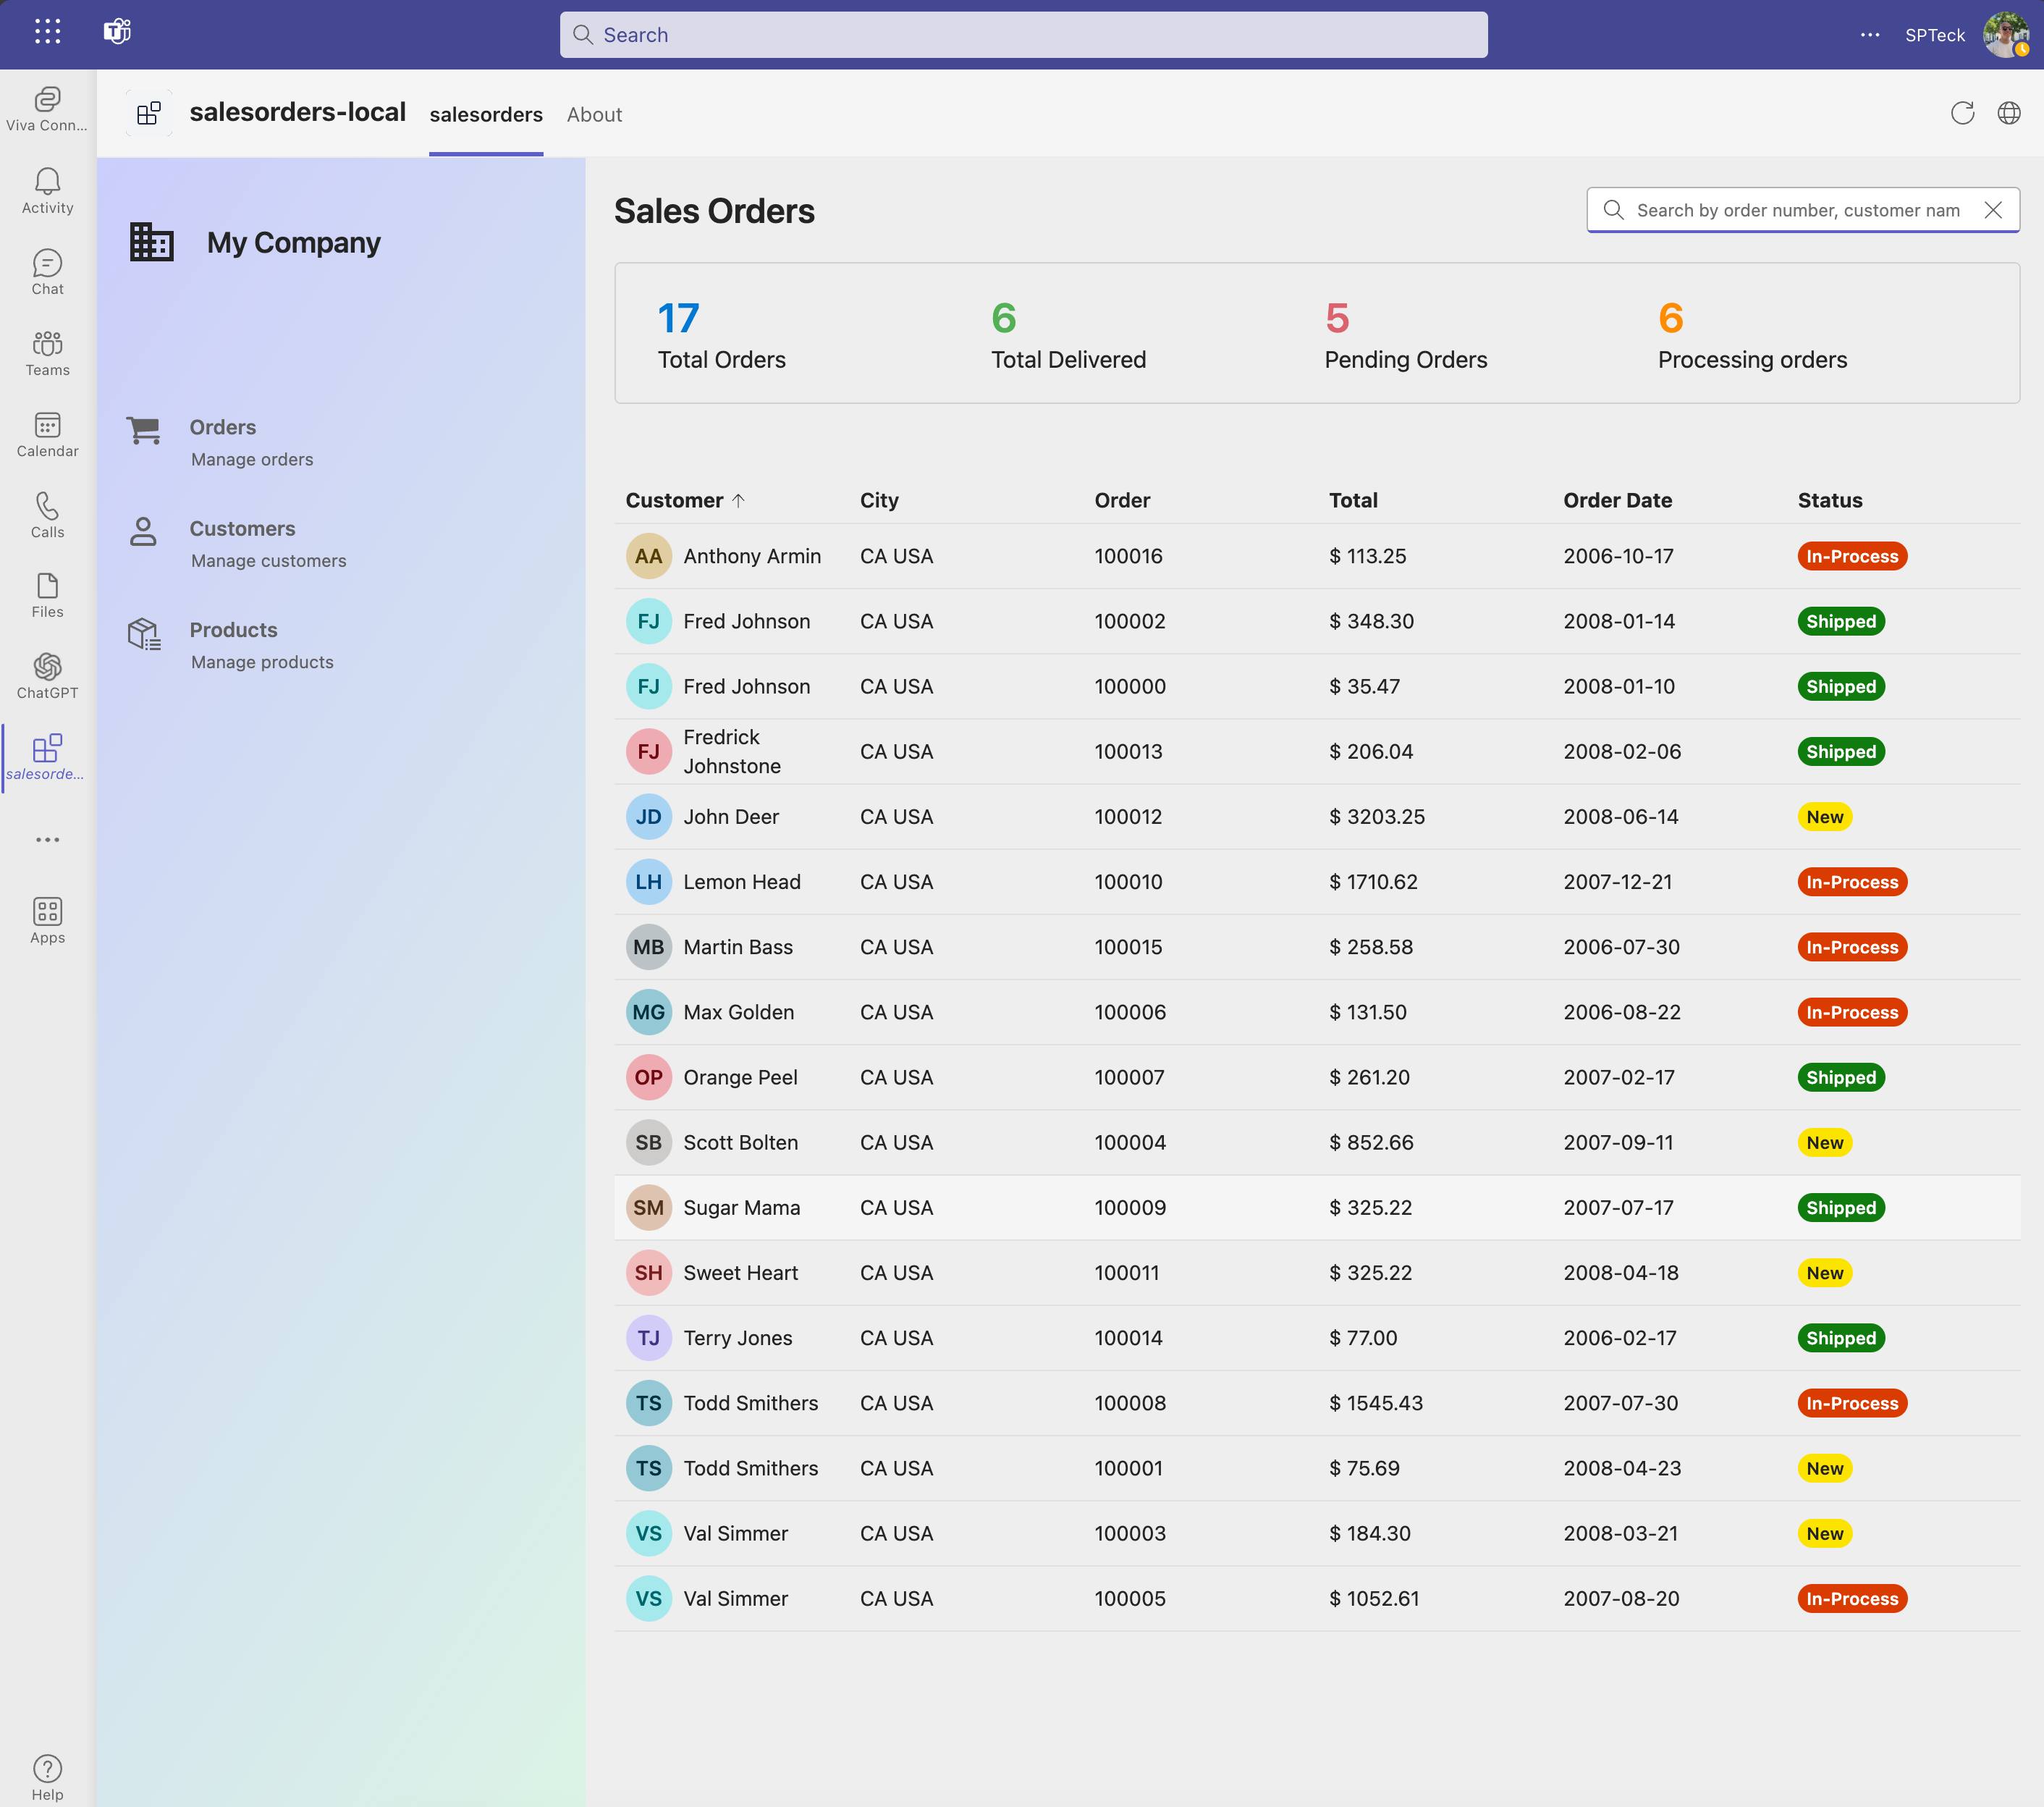 Search
SPTeck
Viva Conn...
Activity
Chat
Teams
Calendar
Calls
Files
ChatGPT
salesorde...
Apps
Help
salesorders-local
salesorders
About
My Company
Orders
Manage orders
Customers
Manage customers
Products
Manage products
Sales Orders
Search by order number, customer nam
17
Total Orders
6
Total Delivered
5
Pending Orders
6
Processing orders
Customer City Order Total Order Date Status
AA Anthony Armin CA USA 100016 $ 113.25 2006-10-17 In-Process
FJ Fred Johnson CA USA 100002 $ 348.30 2008-01-14 Shipped
FJ Fred Johnson CA USA 100000 $ 35.47 2008-01-10 Shipped
FJ Fredrick
Johnstone CA USA 100013 $ 206.04 2008-02-06 Shipped
JD John Deer CA USA 100012 $ 3203.25 2008-06-14 New
LH Lemon Head CA USA 100010 $ 1710.62 2007-12-21 In-Process
MB Martin Bass CA USA 100015 $ 258.58 2006-07-30 In-Process
MG Max Golden CA USA 100006 $ 131.50 2006-08-22 In-Process
OP Orange Peel CA USA 100007 $ 261.20 2007-02-17 Shipped
SB Scott Bolten CA USA 100004 $ 852.66 2007-09-11 New
SM Sugar Mama CA USA 100009 $ 325.22 2007-07-17 Shipped
SH Sweet Heart CA USA 100011 $ 325.22 2008-04-18 New
TJ Terry Jones CA USA 100014 $ 77.00 2006-02-17 Shipped
TS Todd Smithers CA USA 100008 $ 1545.43 2007-07-30 In-Process
TS Todd Smithers CA USA 100001 $ 75.69 2008-04-23 New
VS Val Simmer CA USA 100003 $ 184.30 2008-03-21 New
VS Val Simmer CA USA 100005 $ 1052.61 2007-08-20 In-Process